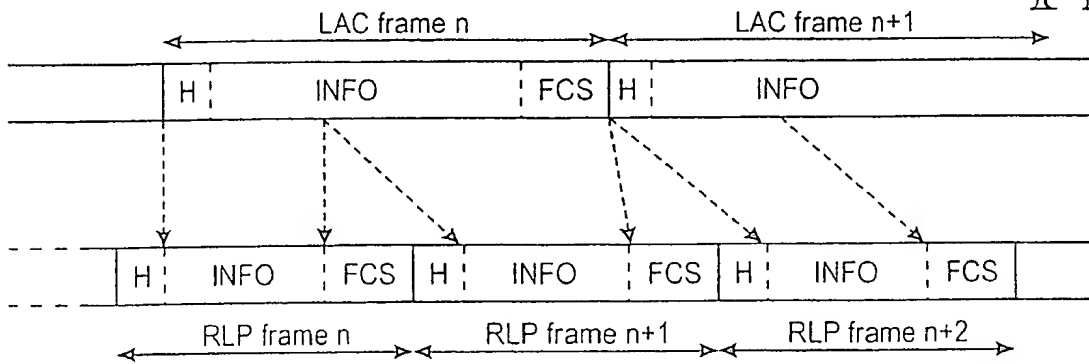 LAC frame n LAC frame n+1
H INFO FCS H INFO
H INFO FCS H INFO FCS H INFO FCS
RLP frame n RLP frame n+1 RLP frame n+2